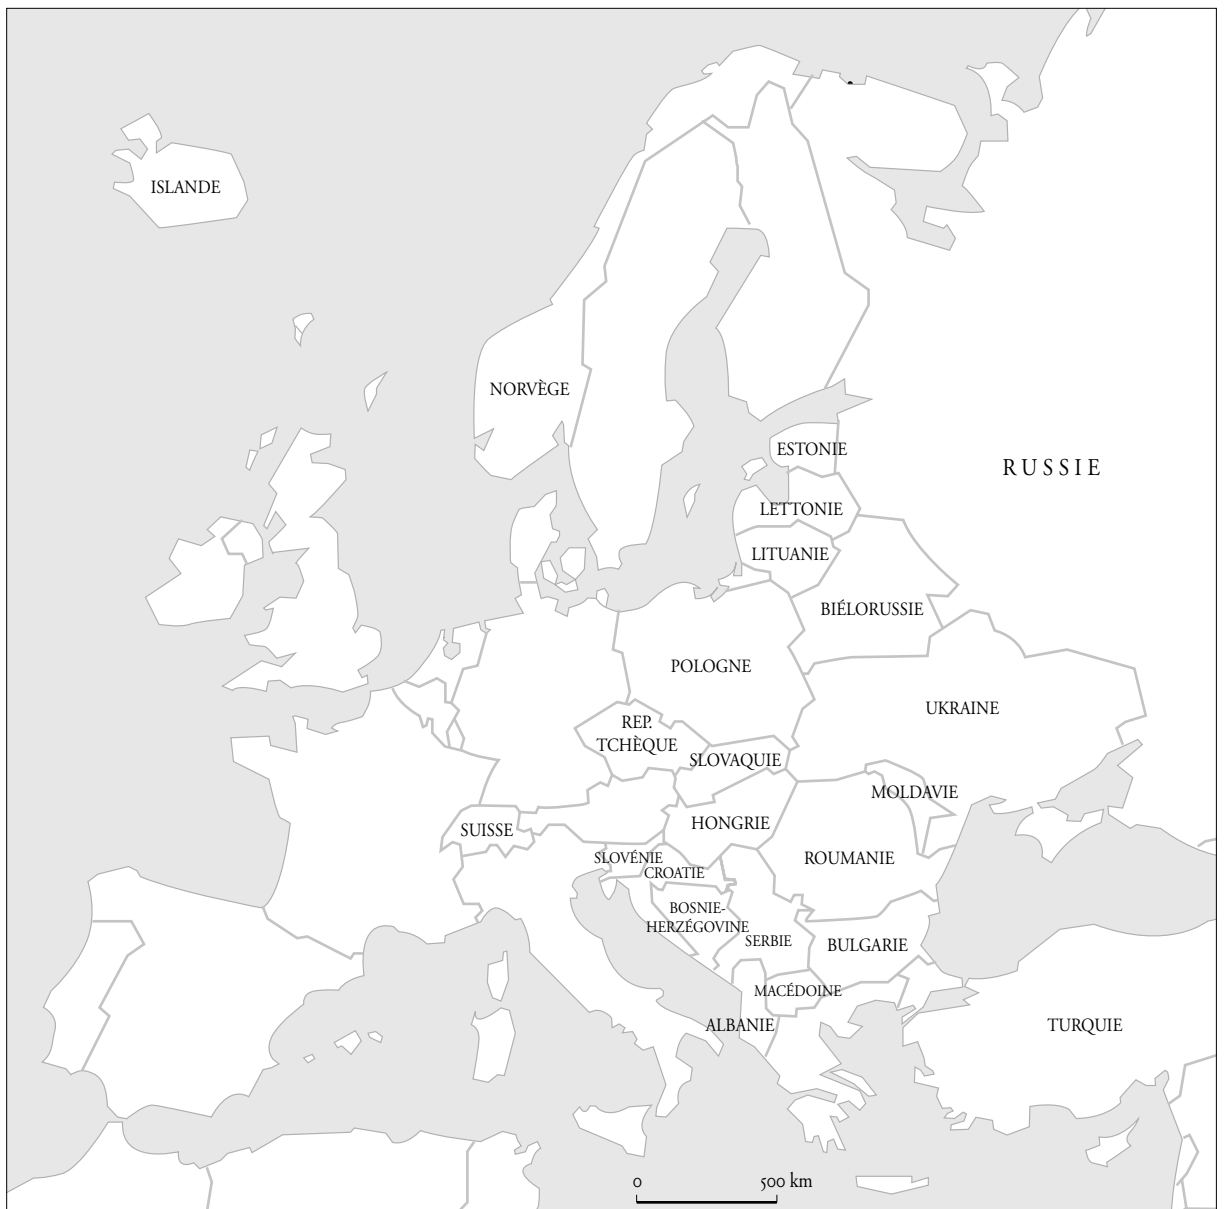 ISLANDE
NORVÈGE
ESTONIE
RUSSIE
LETTONIE
LITUANIE
BIÉLORUSSIE
POLOGNE
UKRAINE
REP.
TCHÈQUE
SLOVAQUIE
MOLDAVIE
SUISSE
HONGRIE
ROUMANIE
SLOVÉNIE
CROATIE
BOSNIE-
HERZÉGOVINE
SERBIE
BULGARIE
MACÉDOINE
ALBANIE
TURQUIE
0 500 km